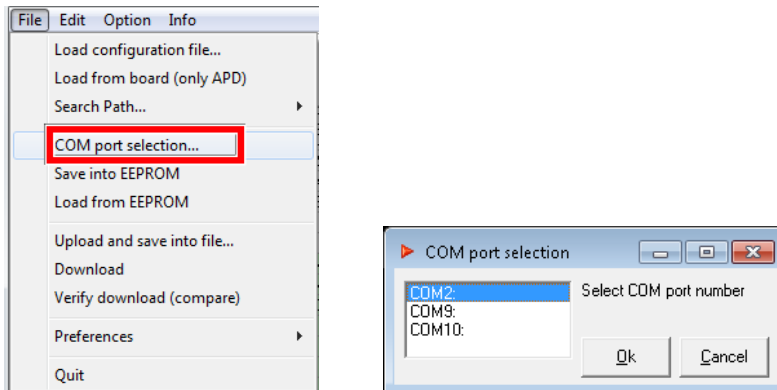 File Edit Option Info
Load configuration file...
Load from board (only APD)
Search Path...
COM port selection...
Save into EEPROM
Load from EEPROM
Upload and save into file...
Download
Verify download (compare)
Preferences
Quit
COM port selection
COM2:
COM9:
COM10:
Select COM port number
Ok Cancel